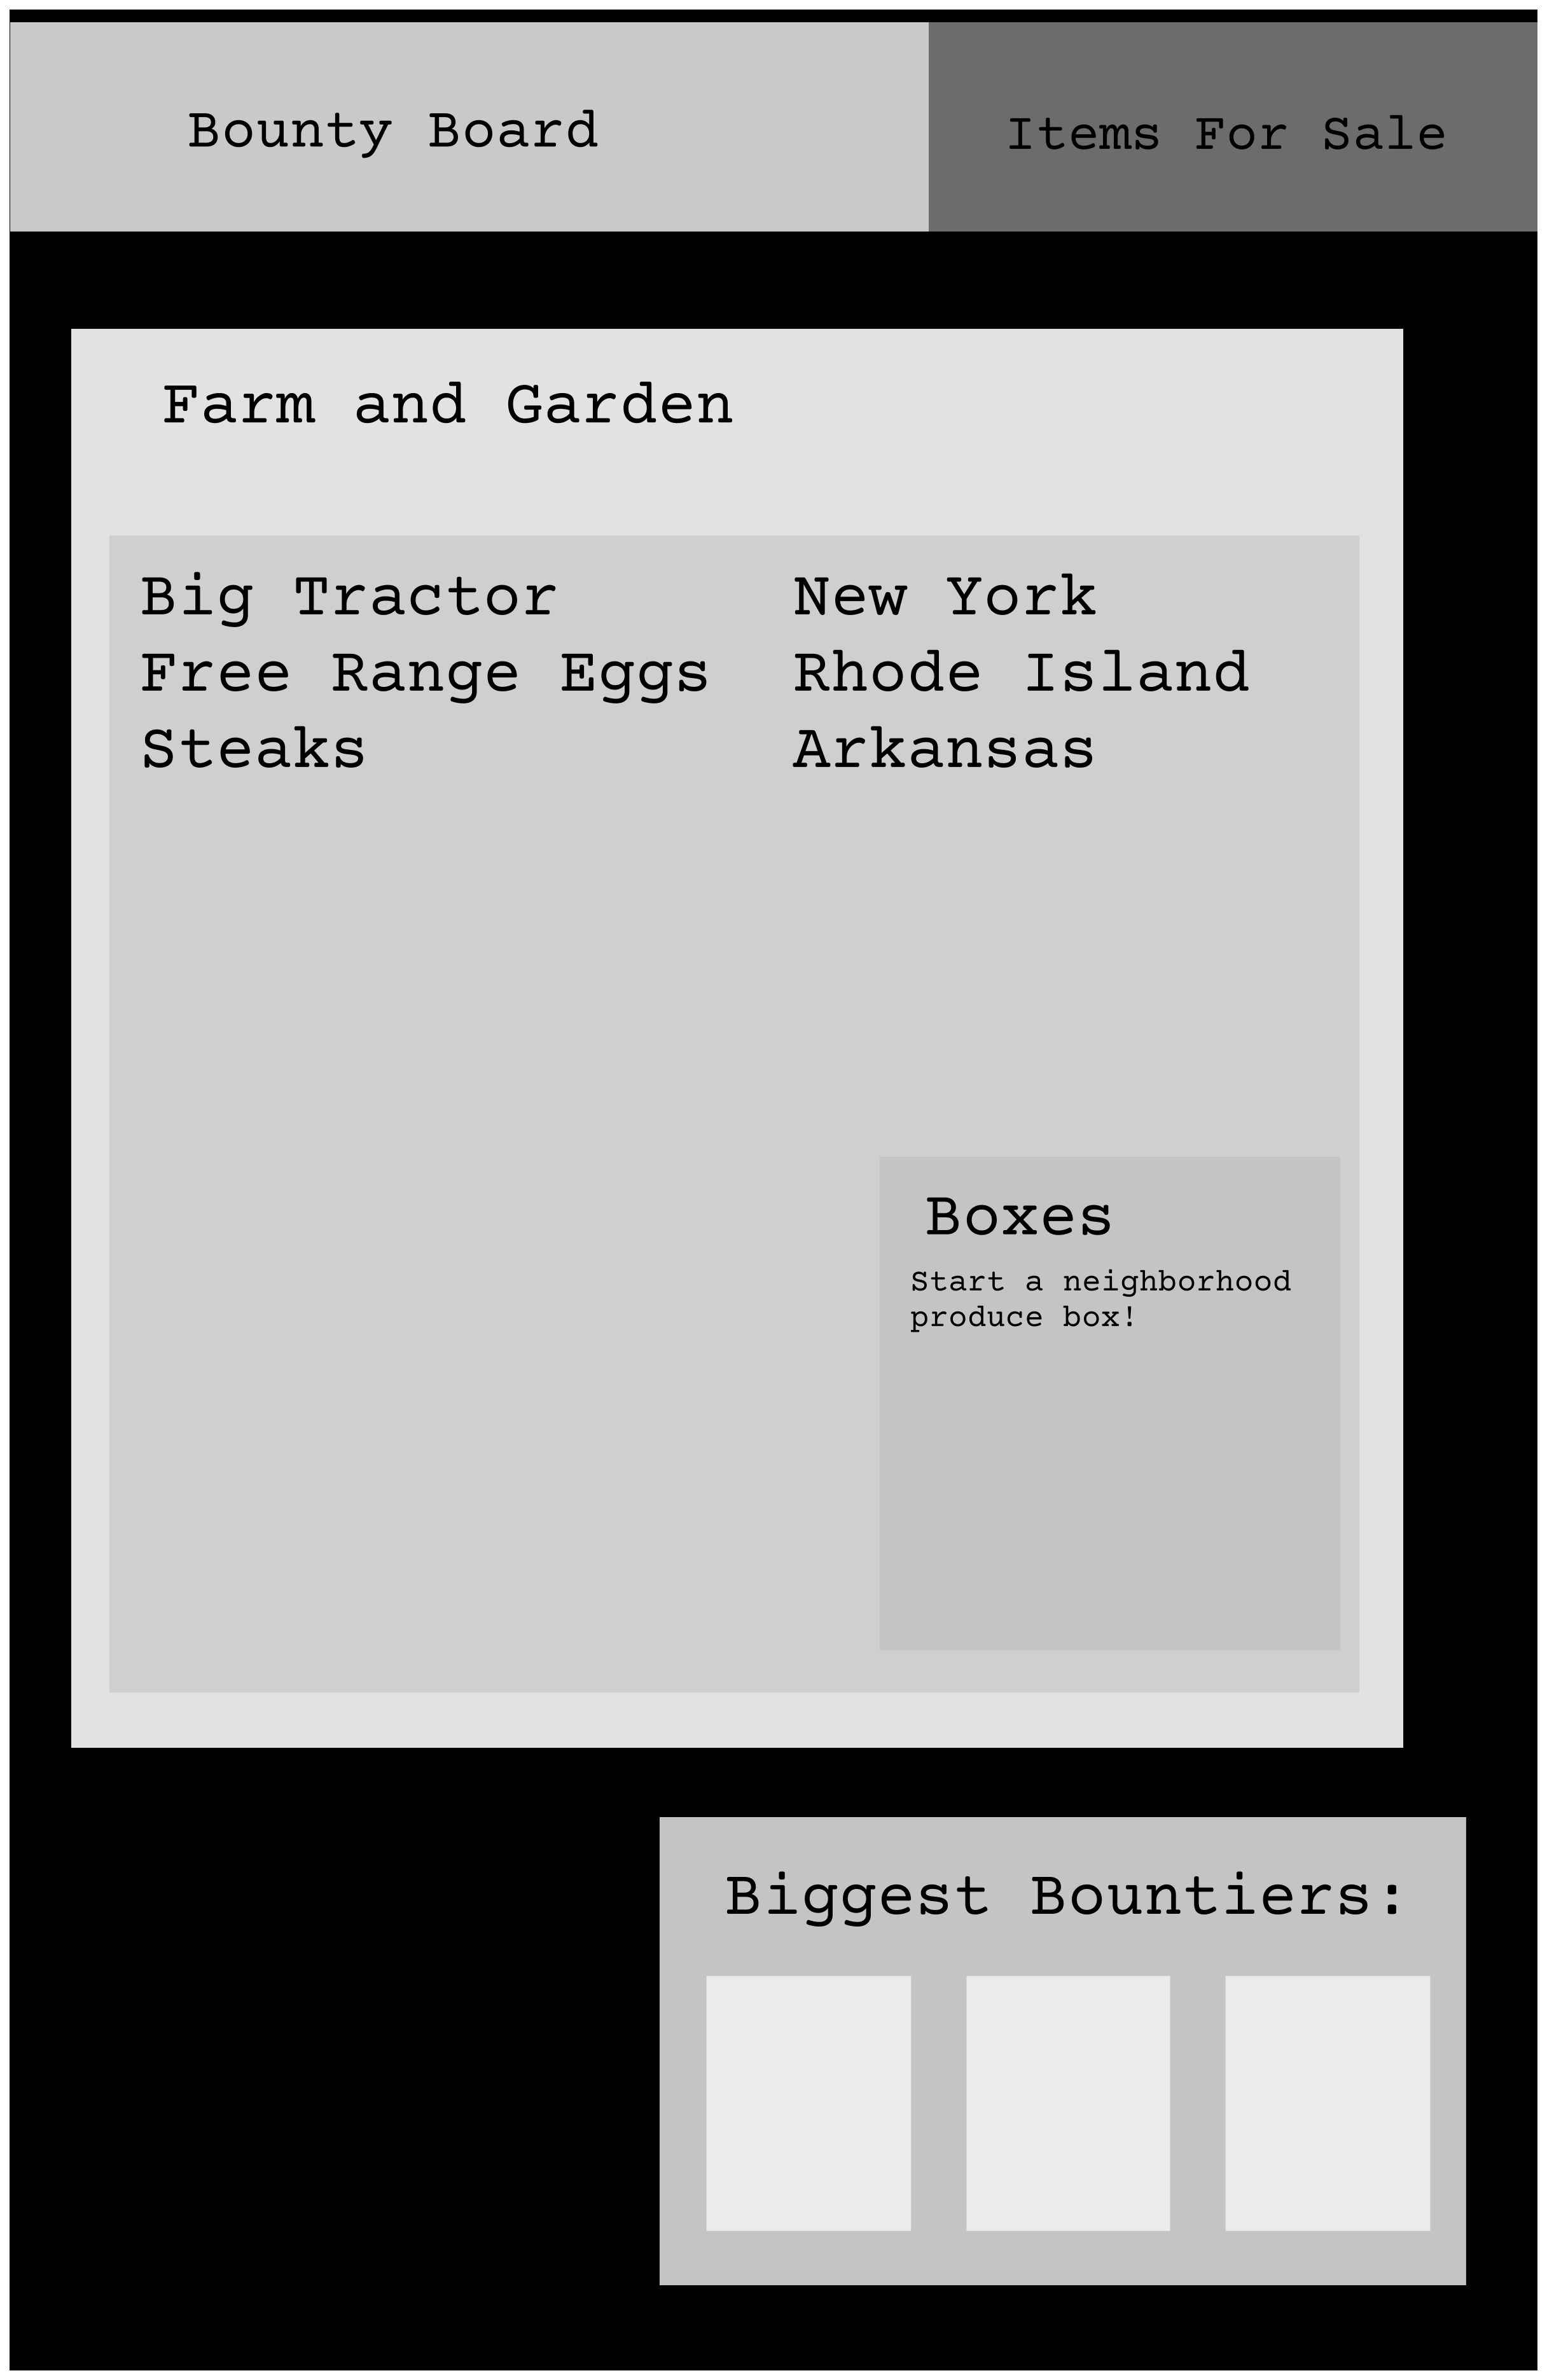 Bounty Board
Items For Sale
Farm and Garden
Big Tractor
Free Range Eggs
Steaks
New York
Rhode Island
Arkansas
Boxes
Start a neighborhood
produce box!
Biggest Bountiers: